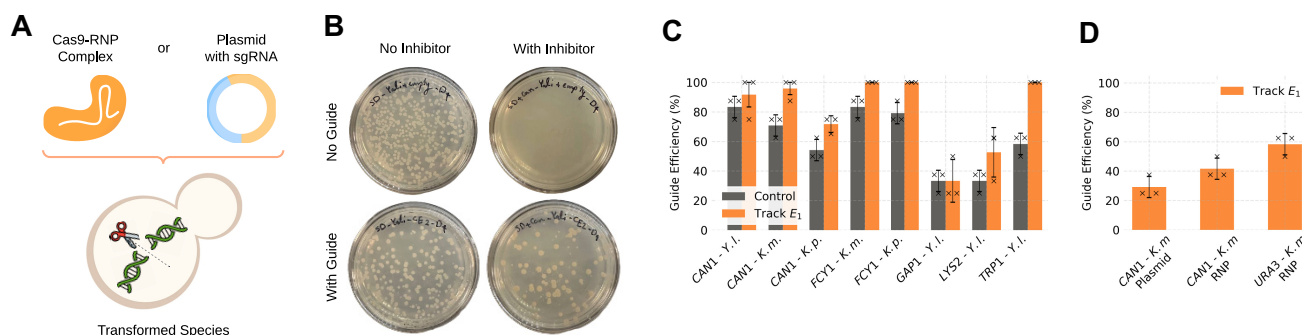 A
Cas9-RNP
Complex
or
Plasmid
with sgRNA
Transformed Species
B
No Inhibitor
With Inhibitor
No Guide
With Guide
C
Guide Efficiency (%)
100
80
60
40
20
0
Control
Track E1
CAN1 - Y.l.
CAN1 - K.m.
CAN1 - K.p.
FCY1 - K.m.
FCY1 - K.p.
GAP1 - Y.l.
LYS2 - Y.l.
TRP1 - Y.l.
D
Track E1
Guide Efficiency (%)
100
80
60
40
20
0
CAN1 - K.m
Plasmid
CAN1 - K.m
RNP
URA3 - K.m
RNP